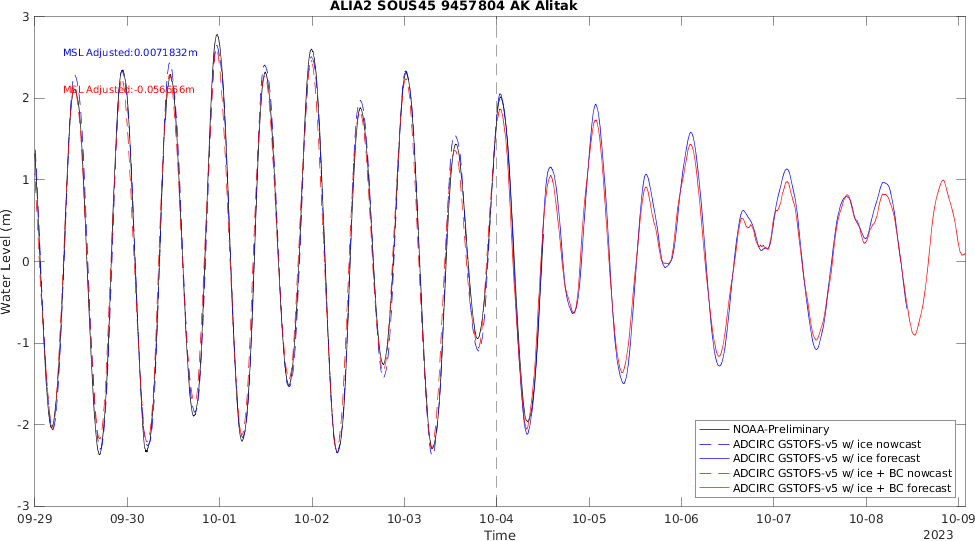 ALIA2 SOUS45 9457804 AK Alitak
3
2
1
0
-1
-2
-3
Water Level (m)
MSL Adjusted:0.0071832m
MSL Adjusted:-0.056656m
NOAA-Preliminary
ADCIRC GSTOFS-v5 w/ ice nowcast
ADCIRC GSTOFS-v5 w/ ice forecast
ADCIRC GSTOFS-v5 w/ ice + BC nowcast
ADCIRC GSTOFS-v5 w/ ice + BC forecast
09-29 09-30 10-01 10-02 10-03 10-04 10-05 10-06 10-07 10-08 10-09
Time
2023